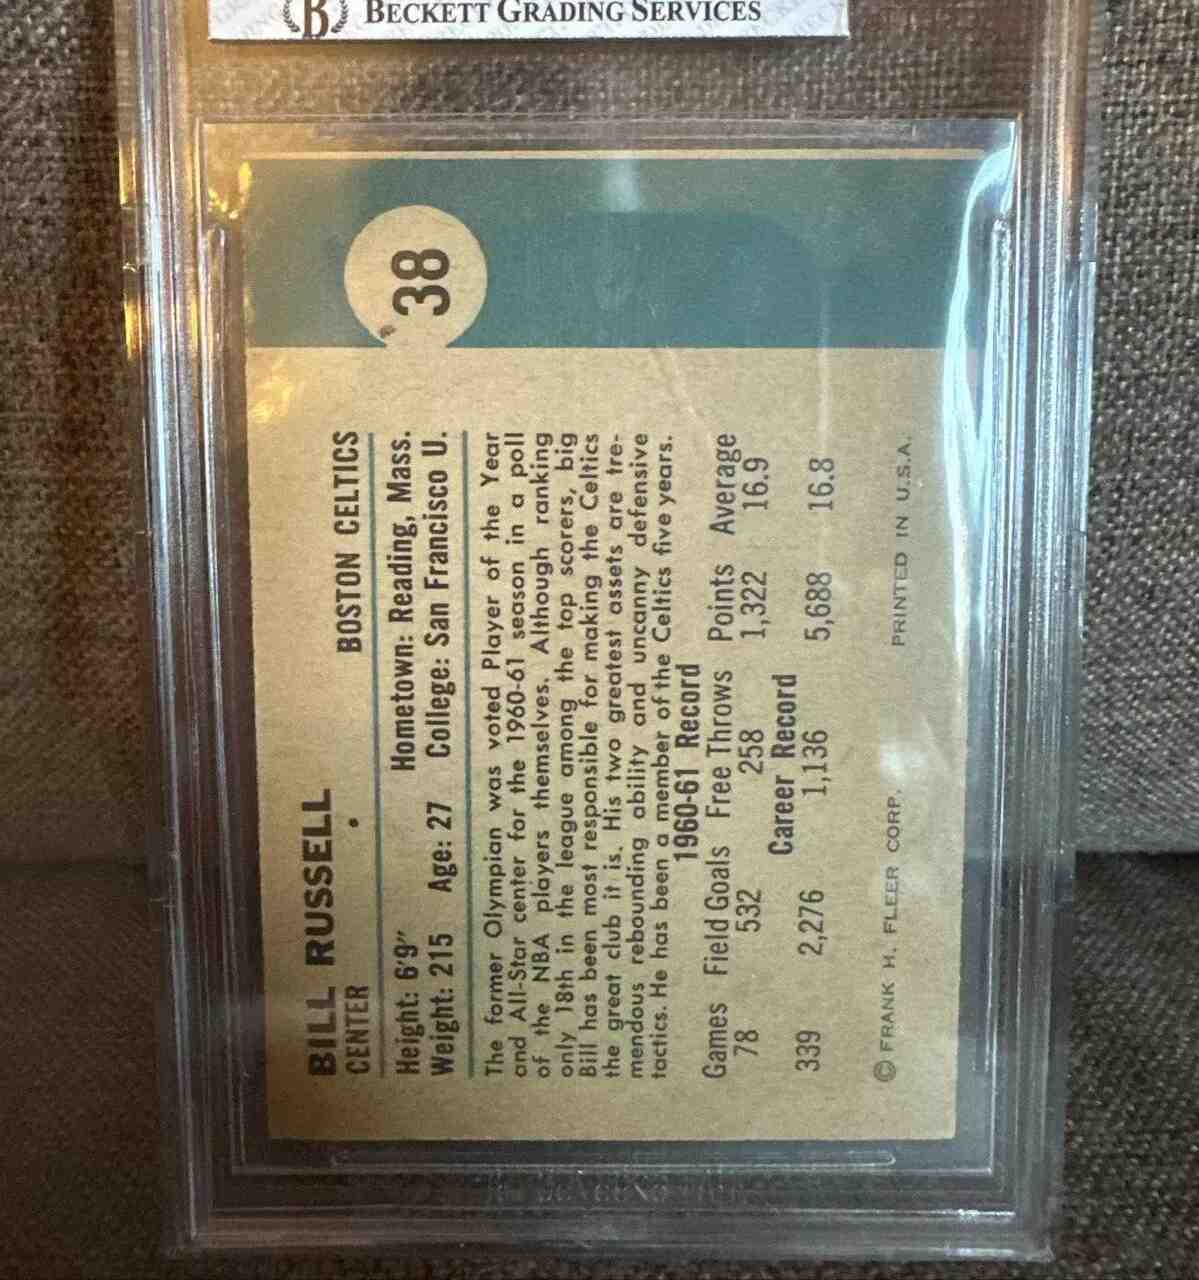 BECKETT GRADING SERVICES
38
BILL RUSSELL
CENTER BOSTON CELTICS
Height: 6'9" Hometown: Reading, Mass.
Weight: 215 Age: 27 College: San Francisco U.
The former Olympian was voted Player of the Year
and All-Star center for the 1960-61 season in a poll
of the NBA players themselves. Although ranking
only 18th in the league among the top scorers, big
Bill has been most responsible for making the Celtics
the great club it is. His two greatest assets are tre-
mendous rebounding ability and uncanny defensive
tactics. He has been a member of the Celtics five years.
1960-61 Record
Games Field Goals Free Throws Points Average
78 532 258 1,322 16.9
Career Record
339 2,276 1,136 5,688 16.8
© FRANK H. FLEER CORP. PRINTED IN U.S.A.